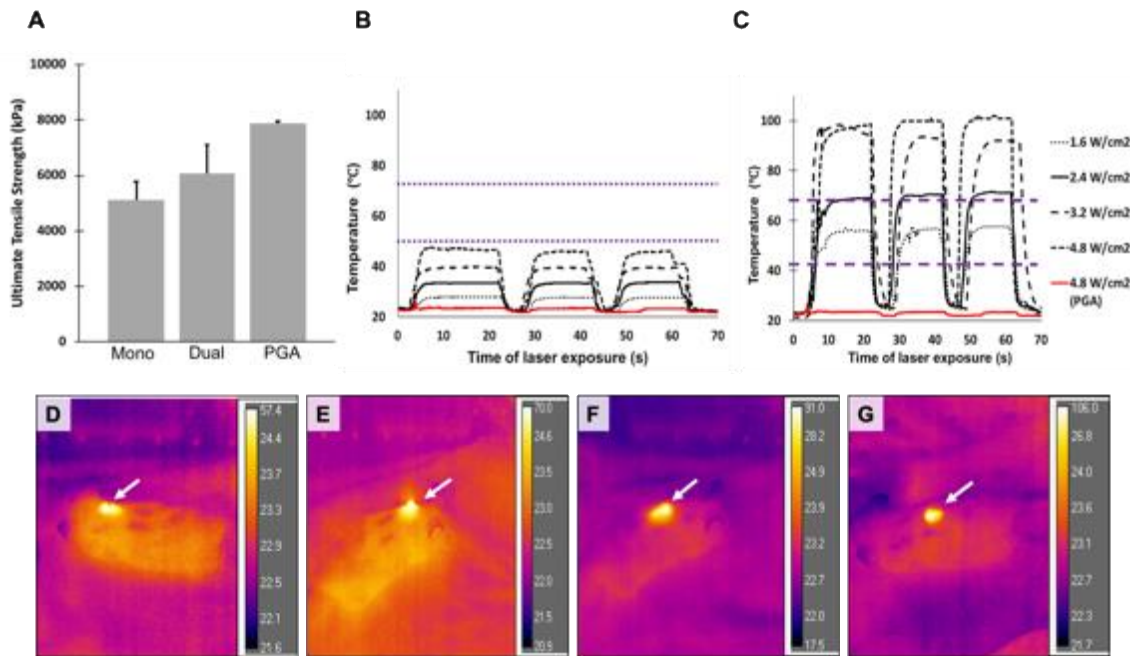 A
Ultimate Tensile Strength (kPa)
10000
8000
6000
4000
2000
0
Mono Dual PGA
B
Temperature (°C)
100
80
60
40
20
0 10 20 30 40 50 60 70
Time of laser exposure (s)
C
Temperature (°C)
100
80
60
40
20
0 10 20 30 40 50 60 70
Time of laser exposure (s)
1.6 W/cm2
2.4 W/cm2
3.2 W/cm2
4.8 W/cm2
4.8 W/cm2
(PGA)
D
57.4
24.4
23.7
23.3
22.9
22.5
22.1
21.6
E
70.0
24.6
23.5
23.0
22.5
22.0
21.5
20.9
F
28.2
24.9
23.9
23.2
22.7
22.0
17.5
G
106.0
26.8
24.0
23.6
23.1
22.7
22.3
21.7